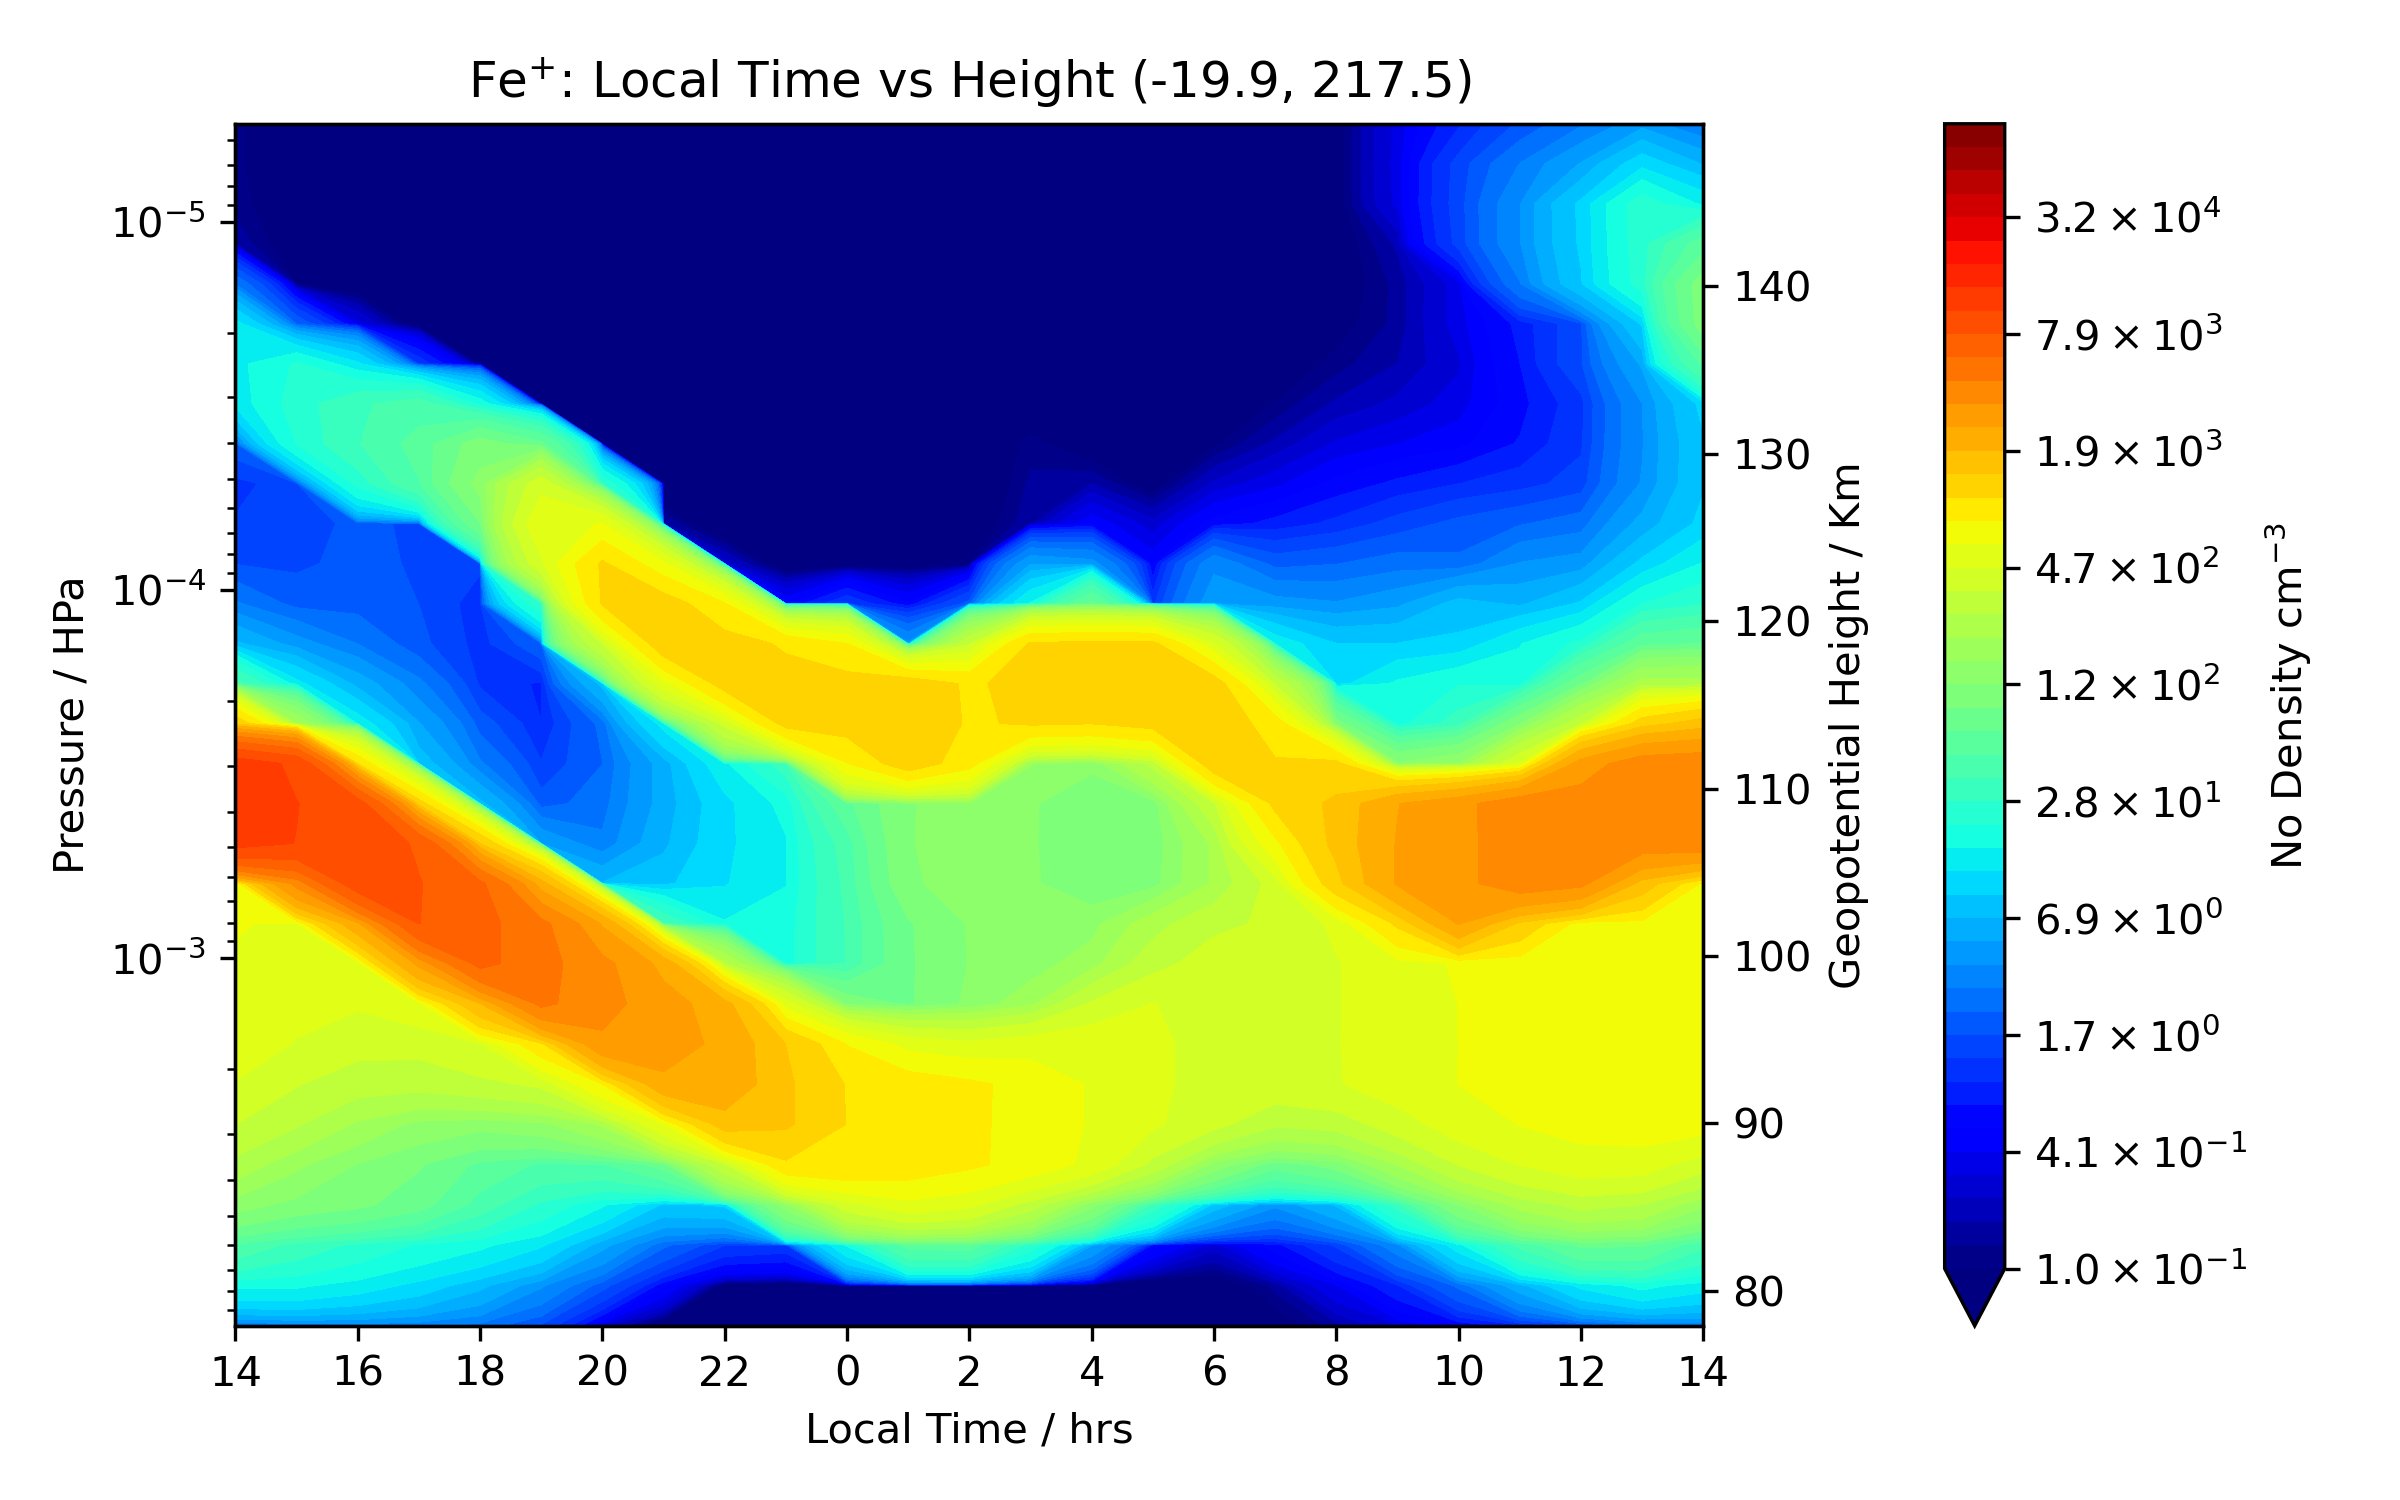 Fe⁺: Local Time vs Height (-19.9, 217.5)
Pressure / HPa
10⁻⁵
10⁻⁴
10⁻³
14 16 18 20 22 0 2 4 6 8 10 12 14
Local Time / hrs
140
130
120
110
100
90
80
Geopotential Height / Km
3.2 × 10⁴
7.9 × 10³
1.9 × 10³
4.7 × 10²
1.2 × 10²
2.8 × 10¹
6.9 × 10⁰
1.7 × 10⁰
4.1 × 10⁻¹
1.0 × 10⁻¹
No Density cm⁻³